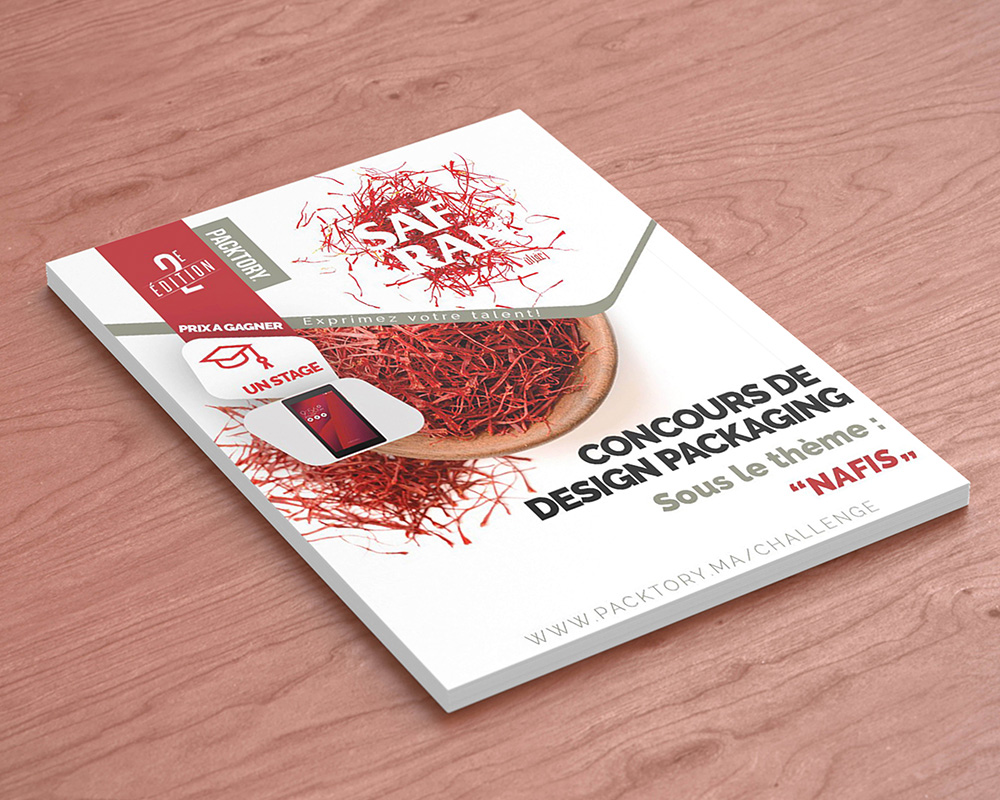 2E
ÉDITION
PACKTORY.
SAF
RAN
Exprimez votre talent!
PRIX A GAGNER
UN STAGE
CONCOURS DE
DESIGN PACKAGING
Sous le thème :
“NAFIS”
WWW.PACKTORY.MA/CHALLENGE